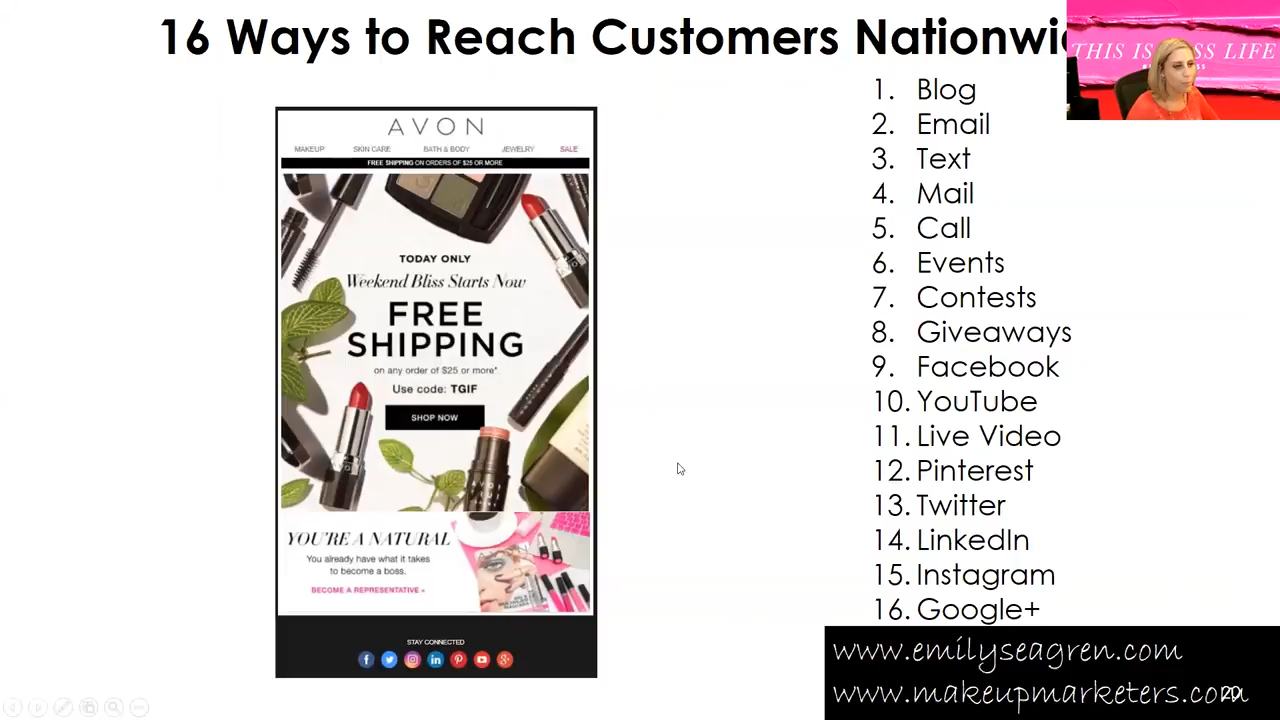 16 Ways to Reach Customers Nationwi
THIS IS SS LIFE
AVON
MAKEUP SKIN CARE BATH & BODY JEWELRY SALE
FREE SHIPPING ON ORDERS OF $25 OR MORE
TODAY ONLY
Weekend Bliss Starts Now
FREE
SHIPPING
on any order of $25 or more*
Use code: TGIF
SHOP NOW
YOU'RE A NATURAL
You already have what it takes
to become a boss.
BECOME A REPRESENTATIVE »
STAY CONNECTED
1. Blog
2. Email
3. Text
4. Mail
5. Call
6. Events
7. Contests
8. Giveaways
9. Facebook
10. YouTube
11. Live Video
12. Pinterest
13. Twitter
14. LinkedIn
15. Instagram
16. Google+
www.emilyseagren.com
www.makeupmarketers.com
20